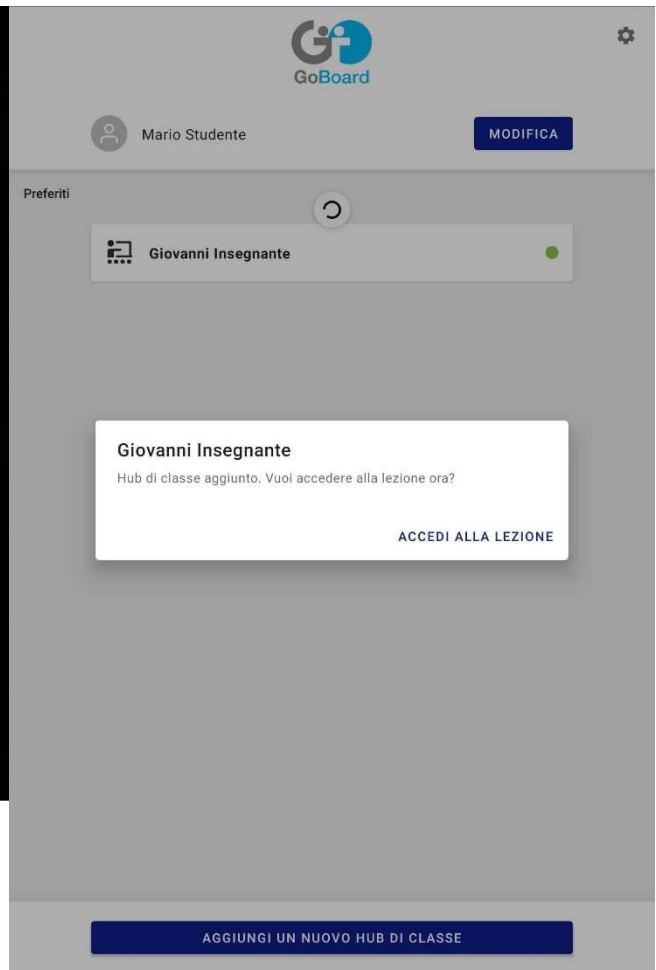 GoBoard
Mario Studente
MODIFICA
Preferiti
Giovanni Insegnante
Giovanni Insegnante
Hub di classe aggiunto. Vuoi accedere alla lezione ora?
ACCEDI ALLA LEZIONE
AGGIUNGI UN NUOVO HUB DI CLASSE